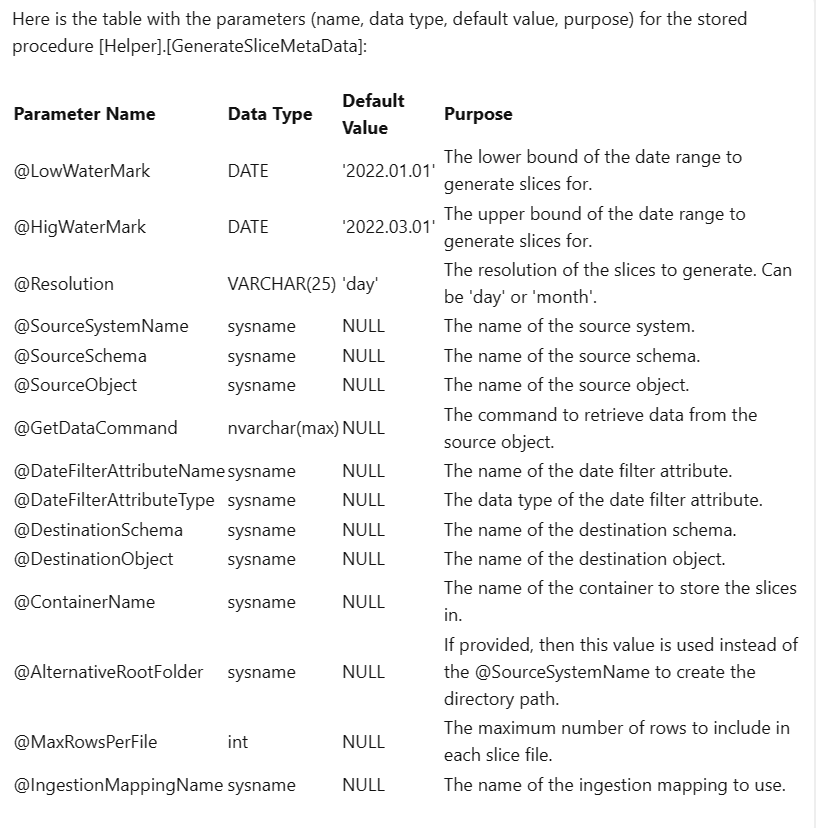 Here is the table with the parameters (name, data type, default value, purpose) for the stored
procedure [Helper].[GenerateSliceMetaData]:
Parameter Name Data Type Default Value Purpose
@LowWaterMark DATE '2022.01.01' The lower bound of the date range to
generate slices for.
@HigWaterMark DATE '2022.03.01' The upper bound of the date range to
generate slices for.
@Resolution VARCHAR(25) 'day' The resolution of the slices to generate. Can
be 'day' or 'month'.
@SourceSystemName sysname NULL The name of the source system.
@SourceSchema sysname NULL The name of the source schema.
@SourceObject sysname NULL The name of the source object.
@GetDataCommand nvarchar(max) NULL The command to retrieve data from the
source object.
@DateFilterAttributeName sysname NULL The name of the date filter attribute.
@DateFilterAttributeType sysname NULL The data type of the date filter attribute.
@DestinationSchema sysname NULL The name of the destination schema.
@DestinationObject sysname NULL The name of the destination object.
@ContainerName sysname NULL The name of the container to store the slices
in.
@AlternativeRootFolder sysname NULL If provided, then this value is used instead of
the @SourceSystemName to create the
directory path.
@MaxRowsPerFile int NULL The maximum number of rows to include in
each slice file.
@IngestionMappingName sysname NULL The name of the ingestion mapping to use.